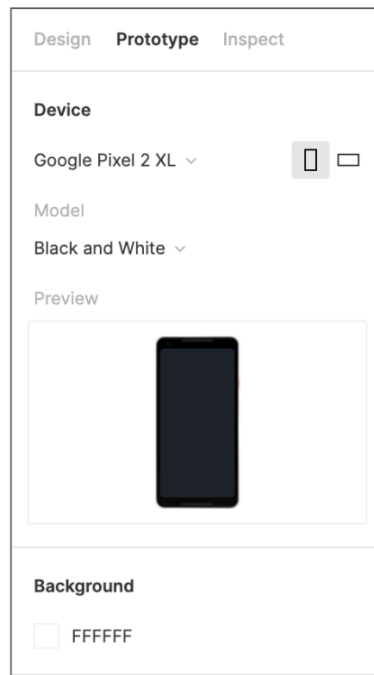 Design Prototype Inspect
Device
Google Pixel 2 XL
Model
Black and White
Preview
Background
FFFFFF